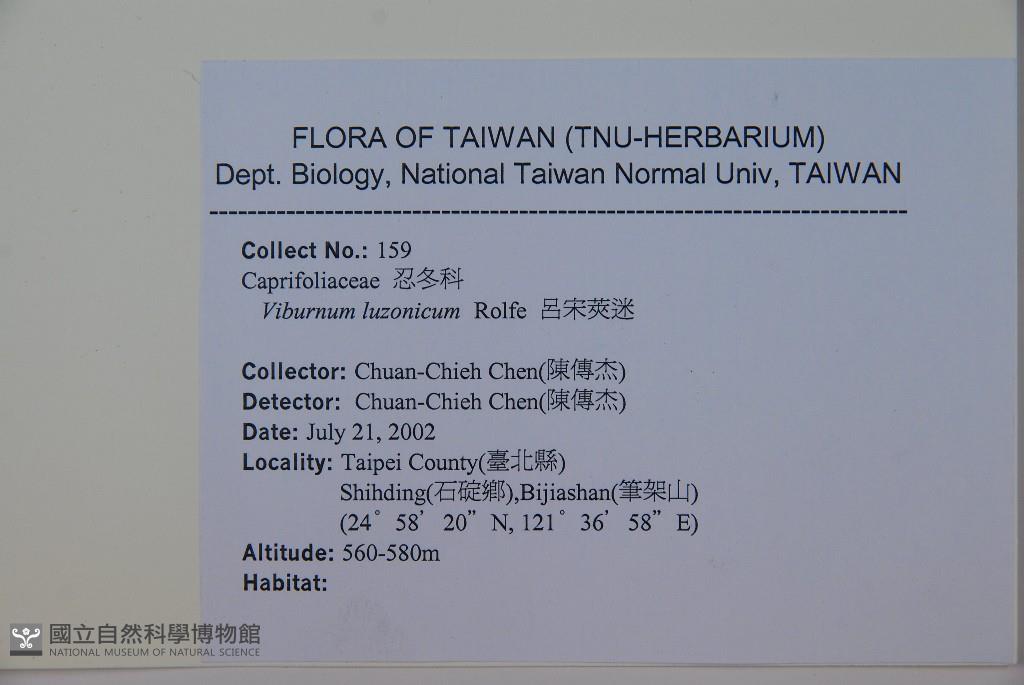 FLORA OF TAIWAN (TNU-HERBARIUM)
Dept. Biology, National Taiwan Normal Univ, TAIWAN
Collect No.: 159
Caprifoliaceae 忍冬科
Viburnum luzonicum Rolfe 呂宋莢迷
Collector: Chuan-Chieh Chen(陳傳杰)
Detector: Chuan-Chieh Chen(陳傳杰)
Date: July 21, 2002
Locality: Taipei County(臺北縣)
Shihding(石碇鄉),Bijiashan(筆架山)
(24° 58’ 20” N, 121° 36’ 58” E)
Altitude: 560-580m
Habitat:
國立自然科學博物館
NATIONAL MUSEUM OF NATURAL SCIENCE